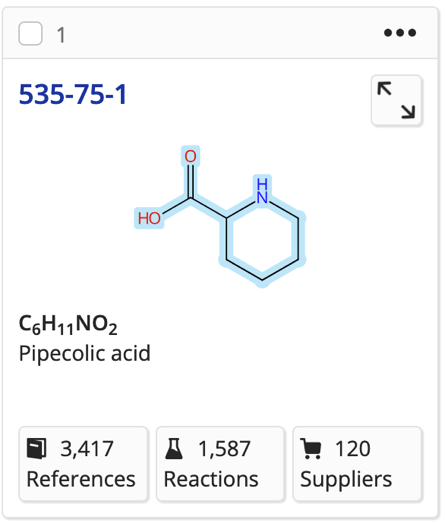 1
535-75-1
O
HO
H
N
C₆H₁₁NO₂
Pipecolic acid
3,417
References
1,587
Reactions
120
Suppliers